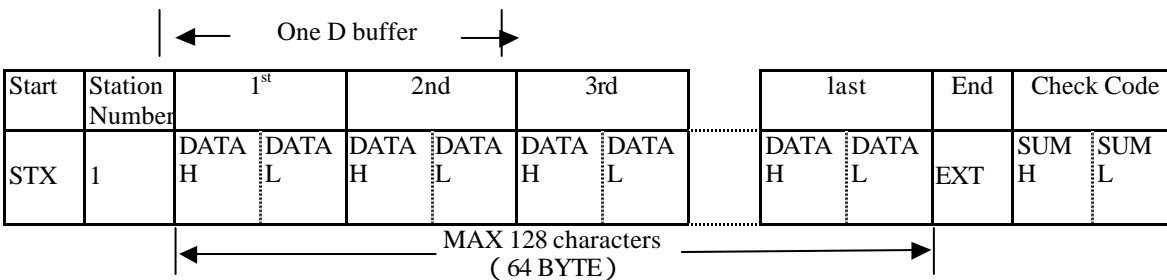 One D buffer
Start Station Number 1st 2nd 3rd last End Check Code
STX 1 DATA H DATA L DATA H DATA L DATA H DATA L DATA H DATA L EXT SUM H SUM L
MAX 128 characters
( 64 BYTE)